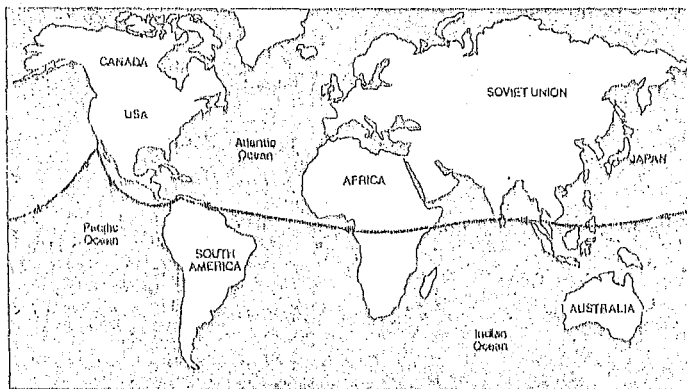 CANADA
USA
SOVIET UNION
Atlantic
Ocean
JAPAN
AFRICA
Pacific
Ocean
SOUTH
AMERICA
AUSTRALIA
Indian
Ocean